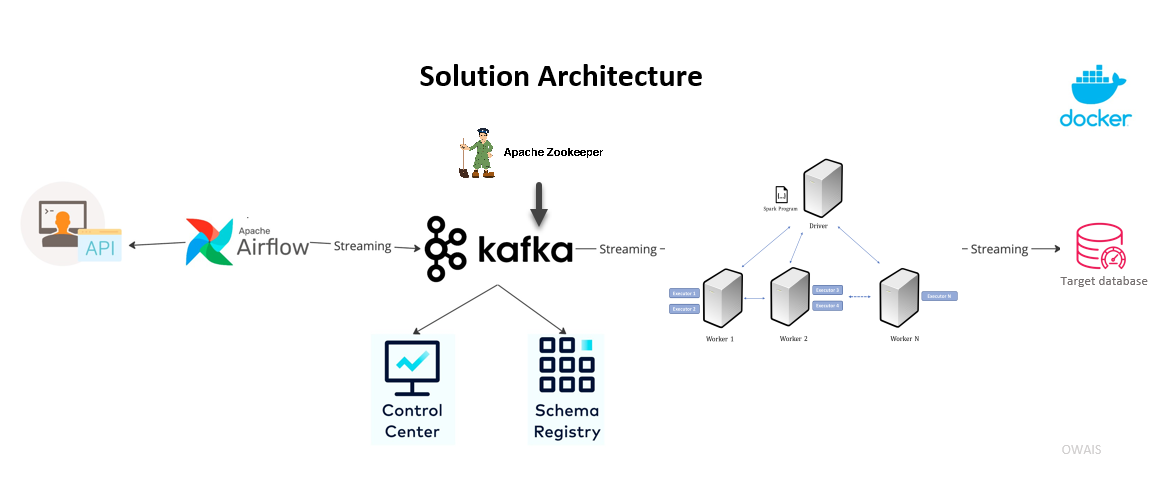 Solution Architecture
docker
Apache Zookeeper
Spark Program
Driver
>-
API
Apache
Airflow
Streaming
kafka
Streaming
Streaming
Target database
Executor 1
Executor 2
Executor 3
Executor 4
Executor N
Worker 1
Worker 2
Worker N
Control
Center
Schema
Registry
OWAIS